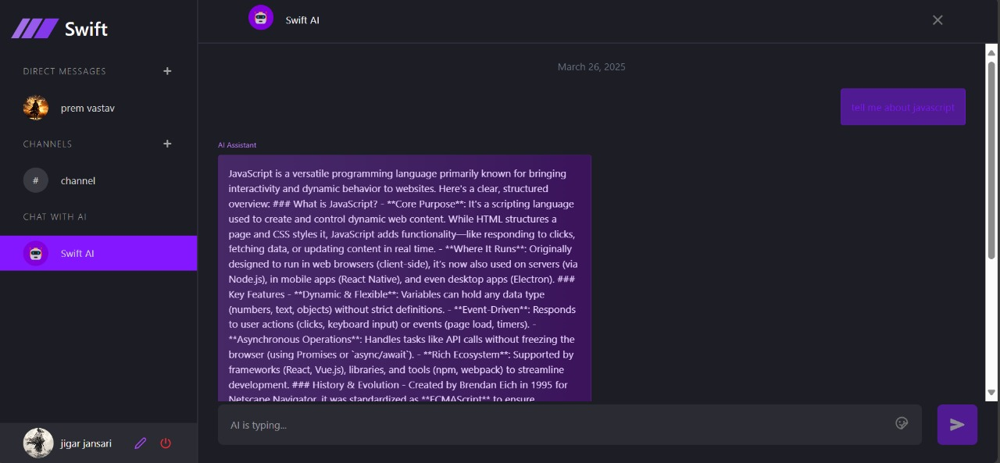 Swift
DIRECT MESSAGES +
prem vastav
CHANNELS +
# channel
CHAT WITH AI
Swift AI
jigar jansari
Swift AI
March 26, 2025
tell me about javascript
AI Assistant
JavaScript is a versatile programming language primarily known for bringing
interactivity and dynamic behavior to websites. Here's a clear, structured
overview: ### What is JavaScript? - **Core Purpose**: It's a scripting language
used to create and control dynamic web content. While HTML structures a
page and CSS styles it, JavaScript adds functionality—like responding to clicks,
fetching data, or updating content in real time. - **Where It Runs**: Originally
designed to run in web browsers (client-side), it's now also used on servers (via
Node.js), in mobile apps (React Native), and even desktop apps (Electron). ###
Key Features - **Dynamic & Flexible**: Variables can hold any data type
(numbers, text, objects) without strict definitions. - **Event-Driven**: Responds
to user actions (clicks, keyboard input) or events (page load, timers). -
**Asynchronous Operations**: Handles tasks like API calls without freezing the
browser (using Promises or `async/await`). - **Rich Ecosystem**: Supported by
frameworks (React, Vue.js), libraries, and tools (npm, webpack) to streamline
development. ### History & Evolution - Created by Brendan Eich in 1995 for
Netscape Navigator, it was standardized as **ECMAScript** to ensure
AI is typing...